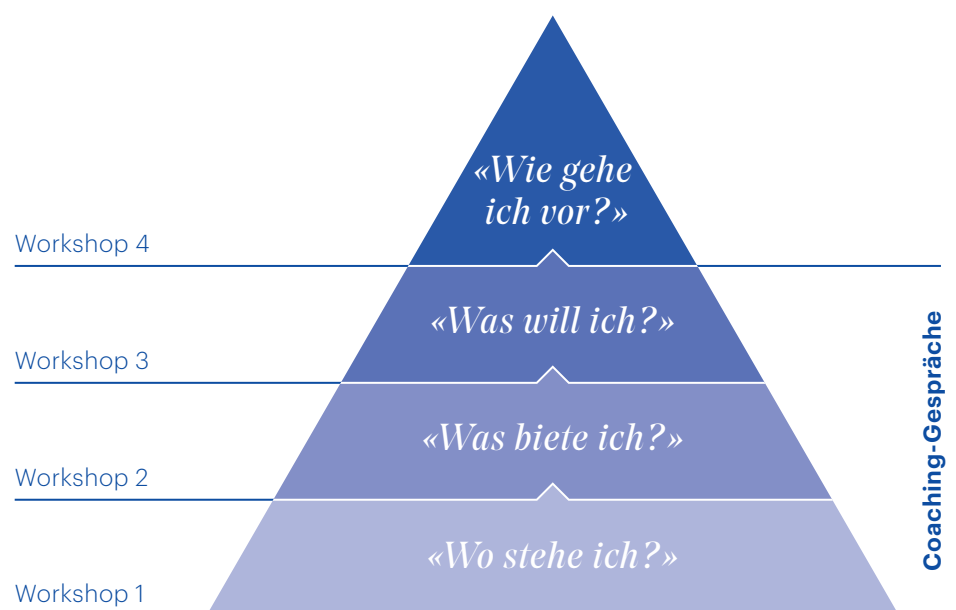 «Wie gehe
ich vor?»
Workshop 4
«Was will ich?»
Workshop 3
«Was biete ich?»
Workshop 2
«Wo stehe ich?»
Workshop 1
Coaching-Gespräche